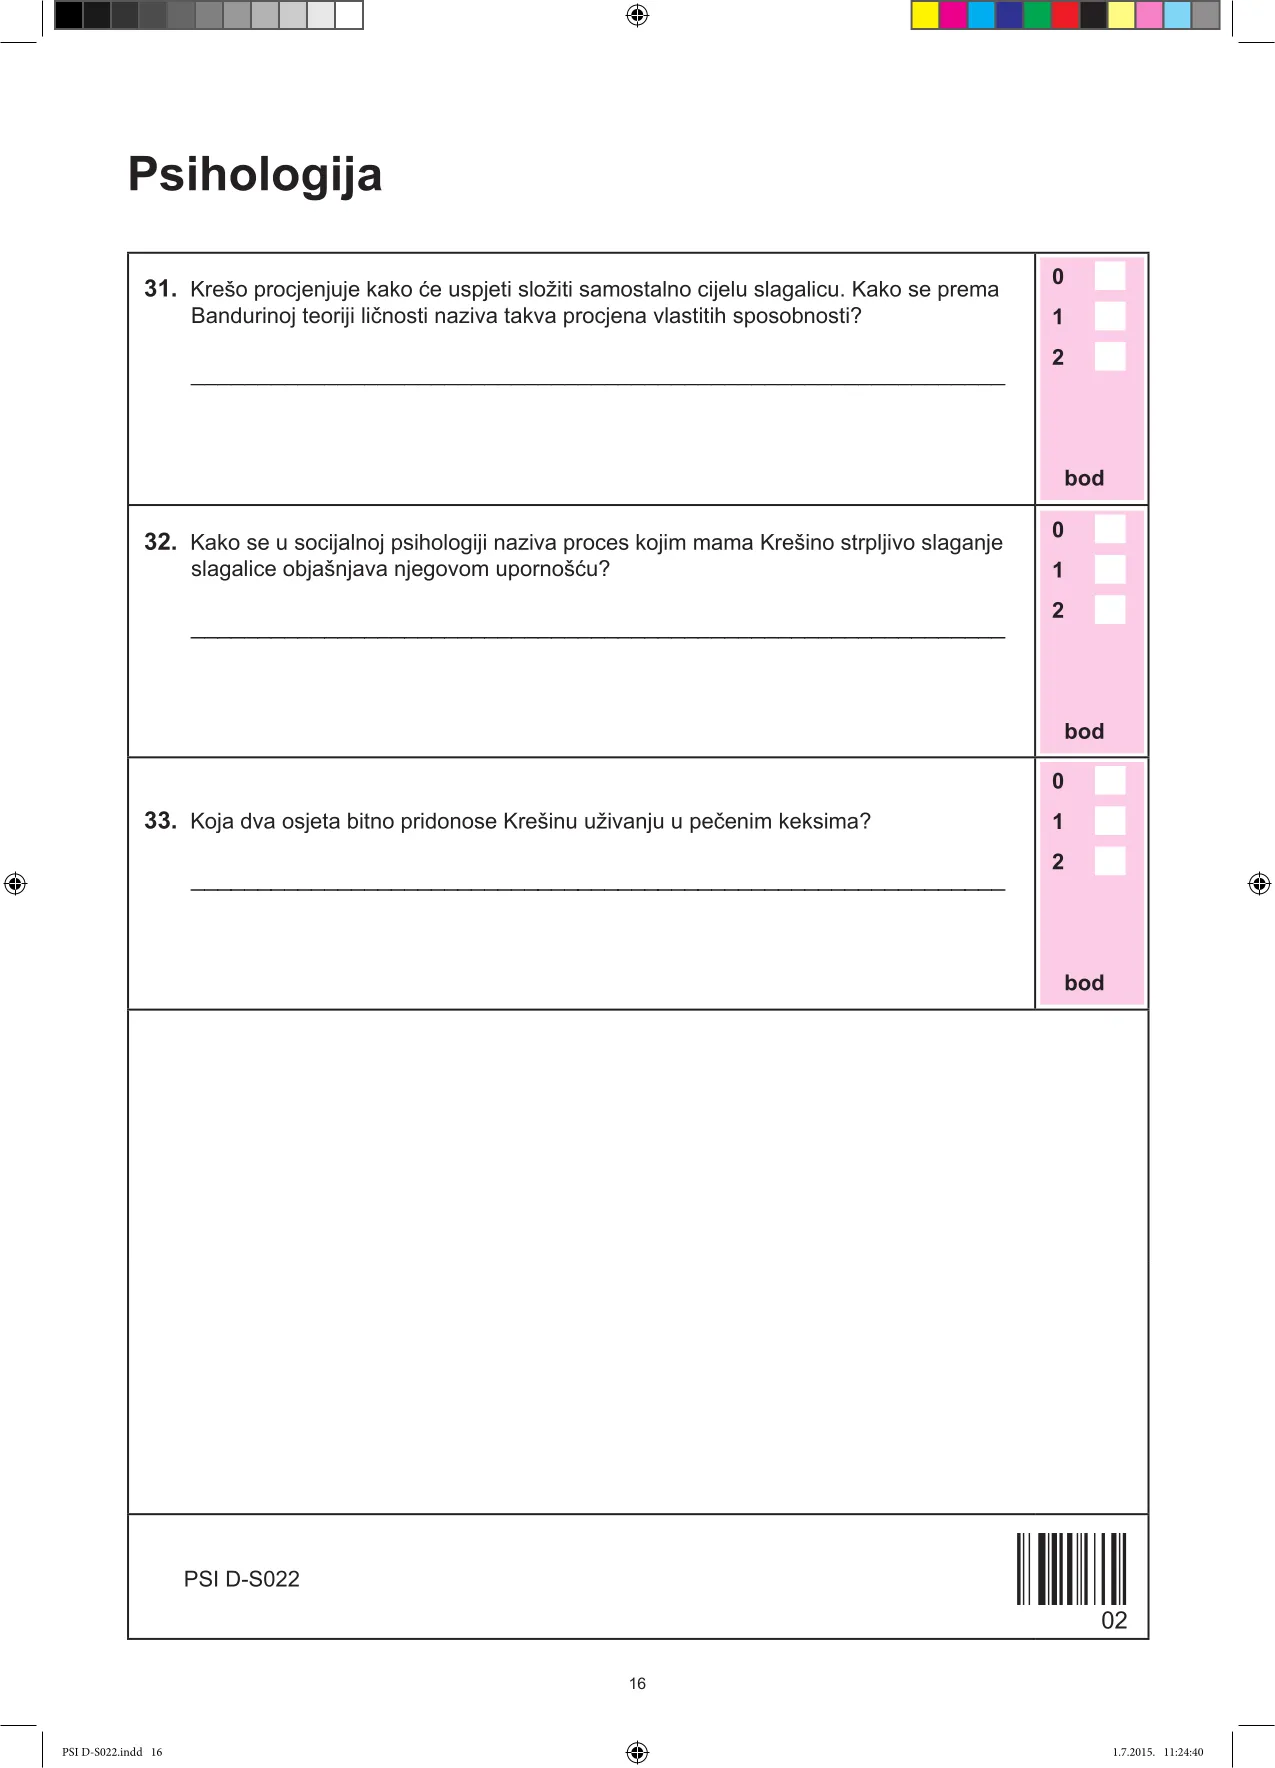 Psihologija
31. Krešo procjenjuje kako će uspjeti složiti samostalno cijelu slagalicu. Kako se prema
Bandurinoj teoriji ličnosti naziva takva procjena vlastitih sposobnosti?
0
1
2
bod
32. Kako se u socijalnoj psihologiji naziva proces kojim mama Krešino strpljivo slaganje
slagalice objašnjava njegovom upornošću?
0
1
2
bod
33. Koja dva osjeta bitno pridonose Krešinu uživanju u pečenim keksima?
0
1
2
bod
PSI D-S022
02
16
PSI D-S022.indd 16
1.7.2015. 11:24:40